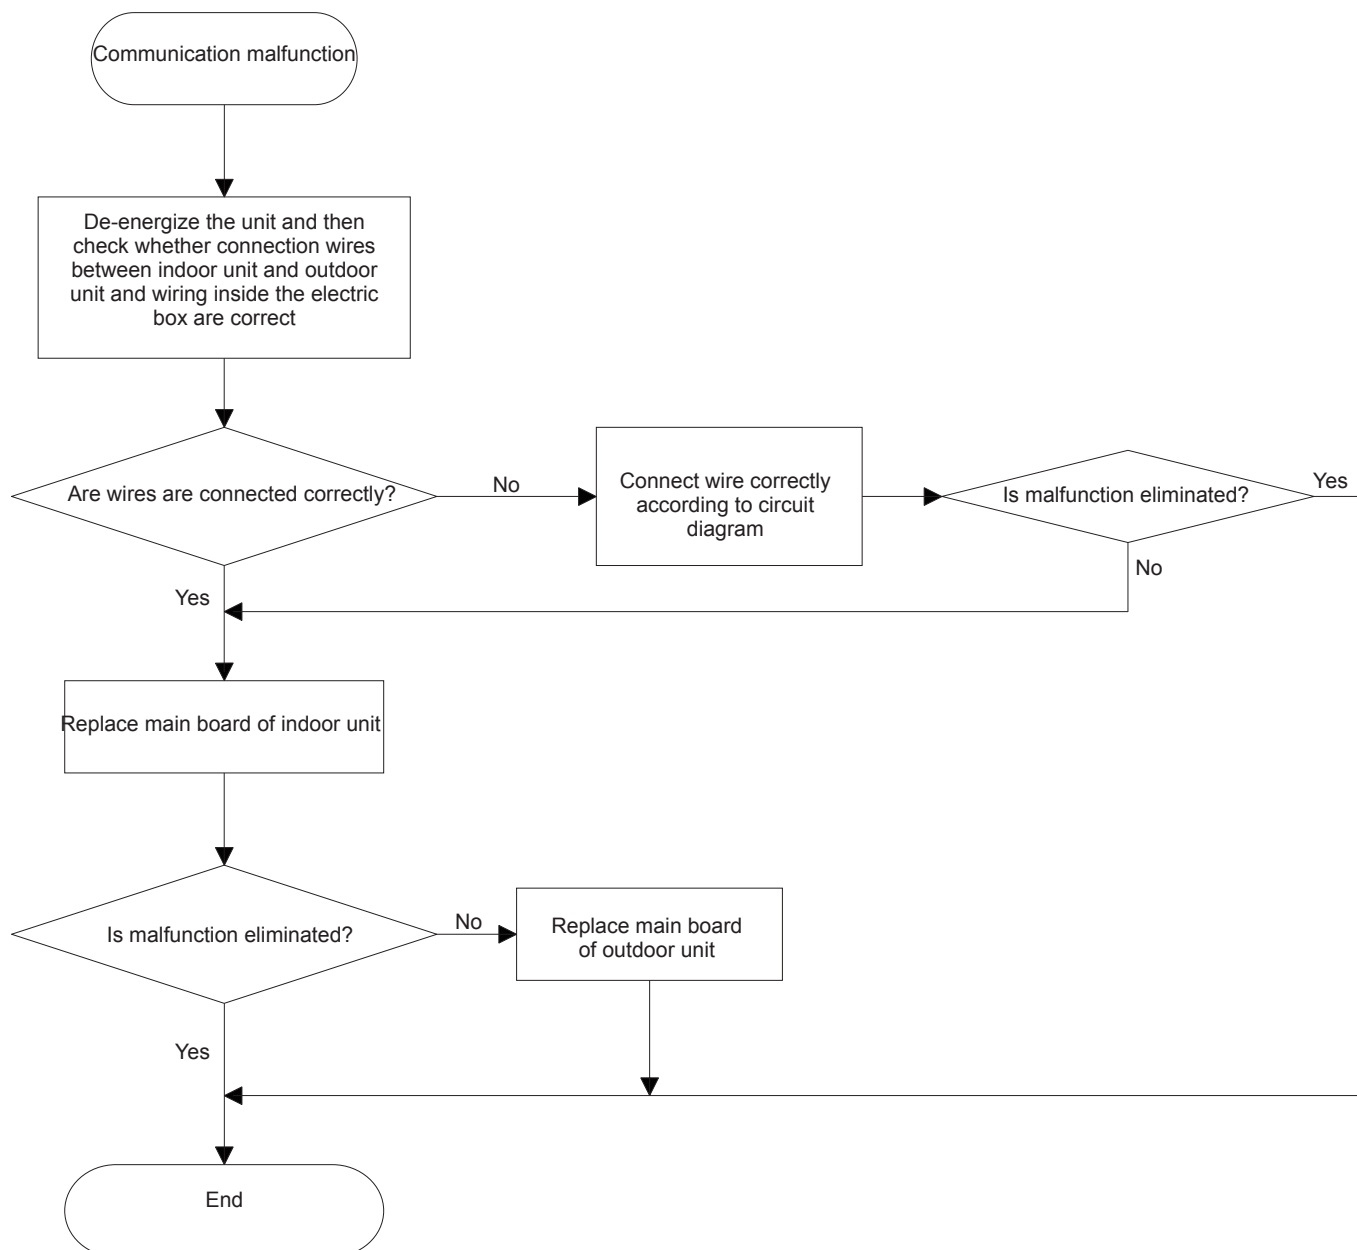 Communication malfunction
De-energize the unit and then
check whether connection wires
between indoor unit and outdoor
unit and wiring inside the electric
box are correct
Are wires are connected correctly?
No
Connect wire correctly
according to circuit
diagram
Is malfunction eliminated?
Yes
No
Yes
Replace main board of indoor unit
Is malfunction eliminated?
No
Replace main board
of outdoor unit
Yes
End